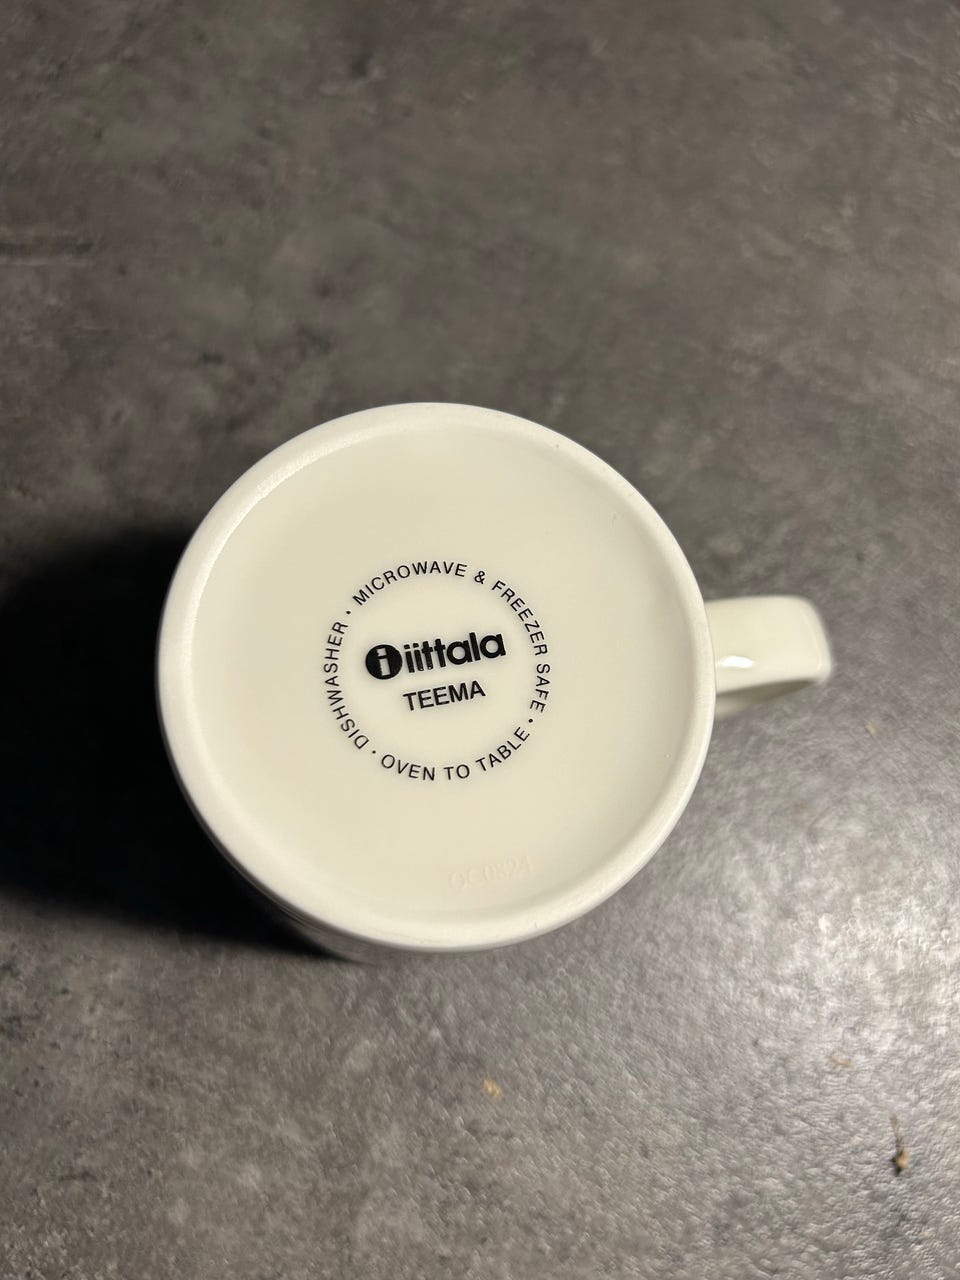 MICROWAVE & FREEZER SAFE • OVEN TO TABLE • DISHWASHER •
i iittala
TEEMA